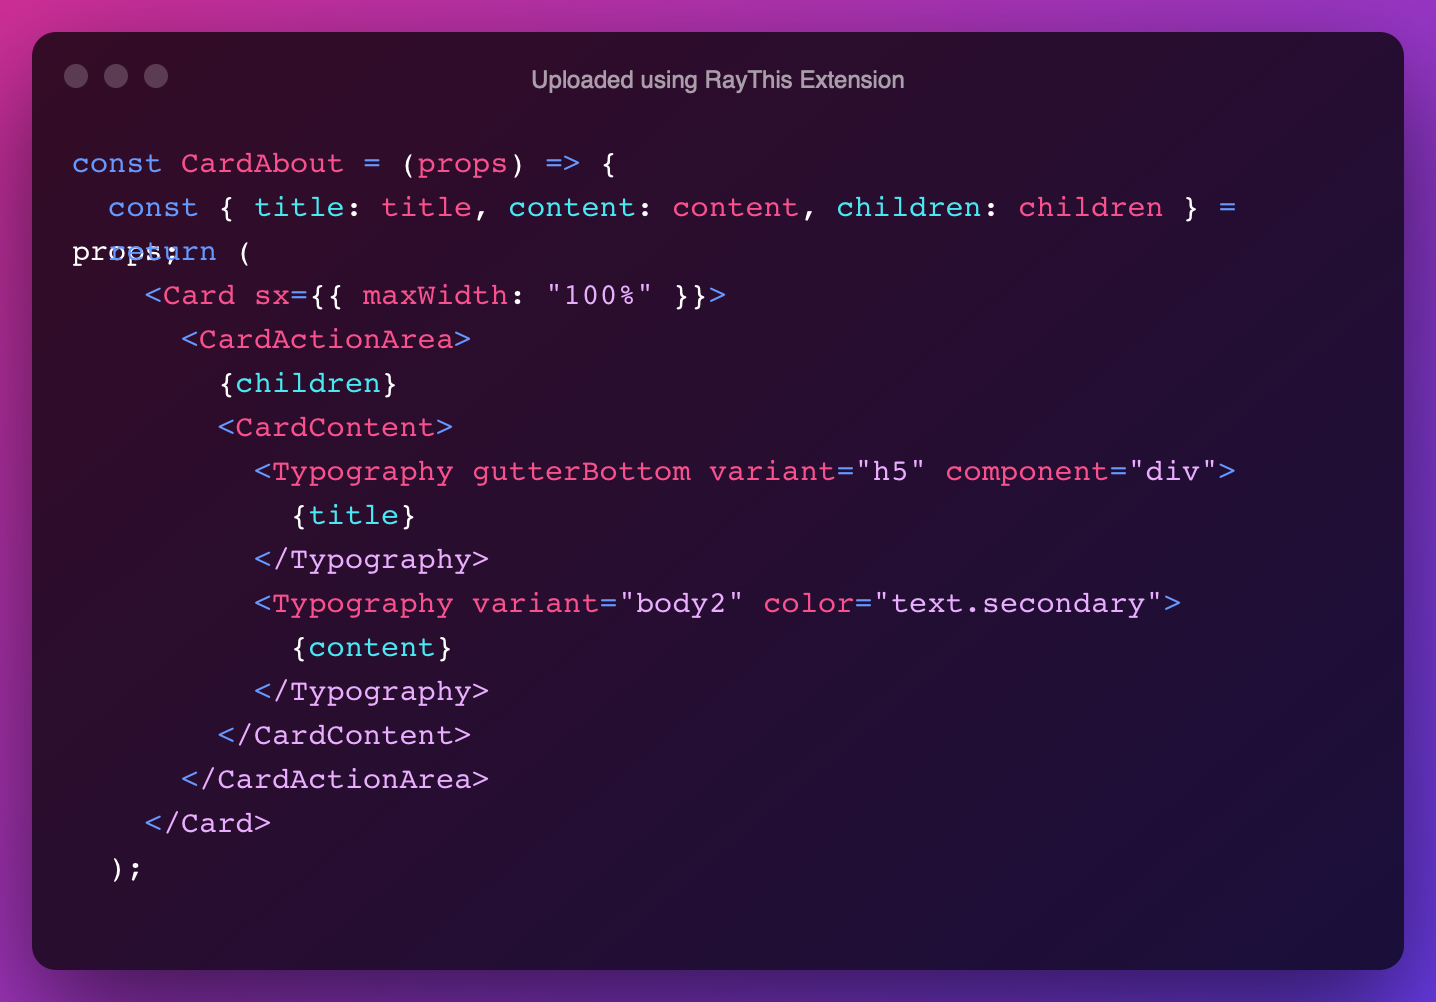 Uploaded using RayThis Extension
const CardAbout = (props) => {
  const { title: title, content: content, children: children } =
props;
  return (
    <Card sx={{ maxWidth: "100%" }}>
      <CardActionArea>
        {children}
        <CardContent>
          <Typography gutterBottom variant="h5" component="div">
            {title}
          </Typography>
          <Typography variant="body2" color="text.secondary">
            {content}
          </Typography>
        </CardContent>
      </CardActionArea>
    </Card>
  );